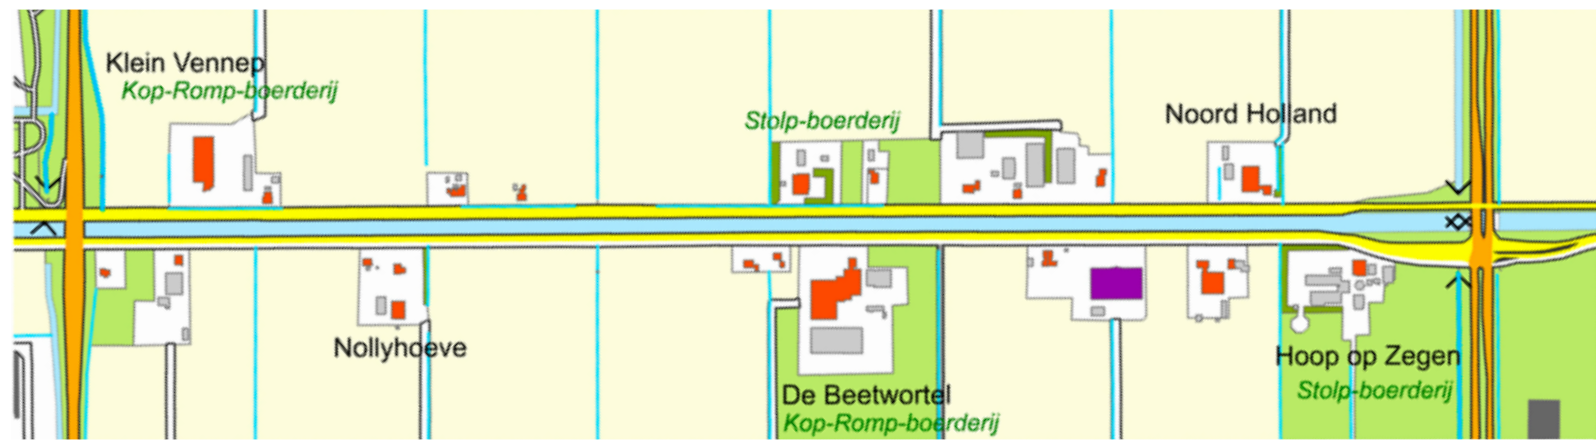 Klein Vennep
Kop-Romp-boerderij
Stolp-boerderij
Noord Holland
Nollyhoeve
De Beetwortel
Kop-Romp-boerderij
Hoop op Zegen
Stolp-boerderij